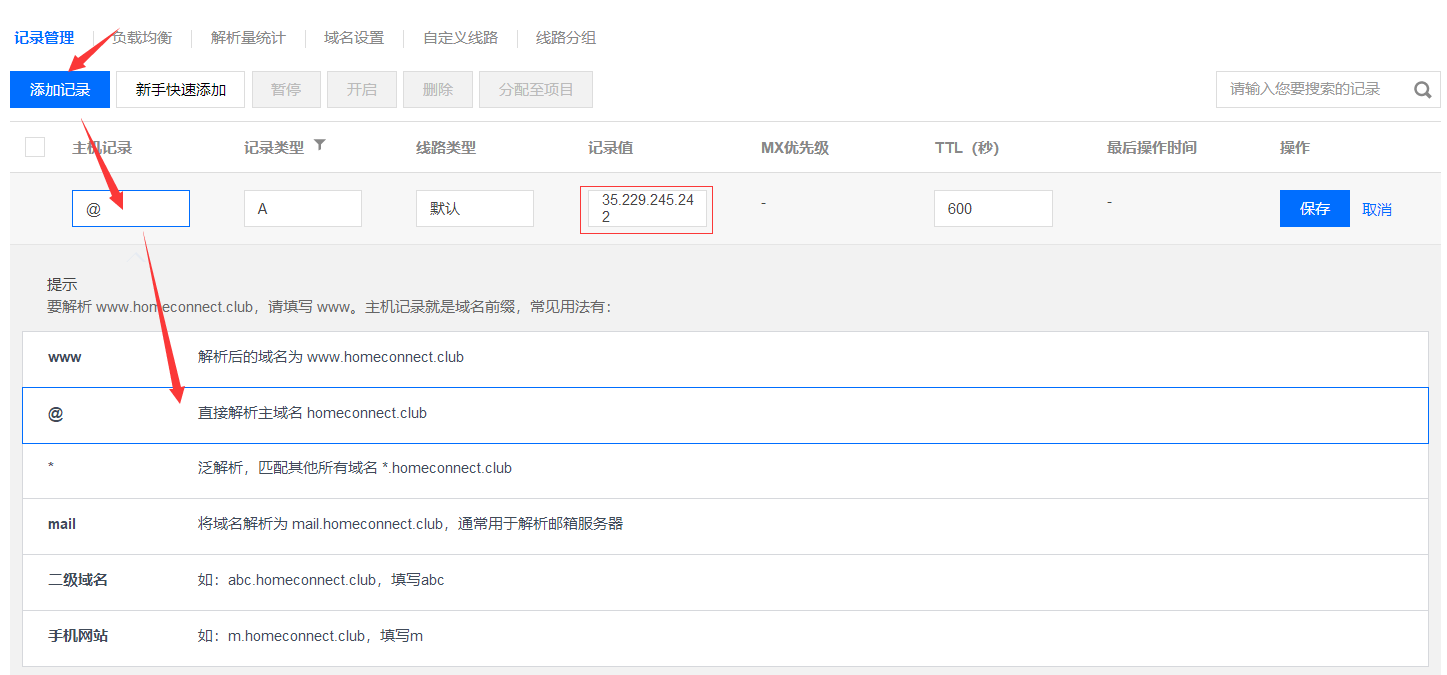 记录管理 负载均衡 解析量统计 域名设置 自定义线路 线路分组
添加记录 新手快速添加 暂停 开启 删除 分配至项目 请输入您要搜索的记录
主机记录 记录类型 线路类型 记录值 MX优先级 TTL（秒） 最后操作时间 操作
@ A 默认 35.229.245.24 - 600 - 保存 取消
2
提示
要解析 www.homeconnect.club，请填写 www。主机记录就是域名前缀，常见用法有：
www 解析后的域名为 www.homeconnect.club
@ 直接解析主域名 homeconnect.club
* 泛解析，匹配其他所有域名 *.homeconnect.club
mail 将域名解析为 mail.homeconnect.club，通常用于解析邮箱服务器
二级域名 如：abc.homeconnect.club，填写abc
手机网站 如：m.homeconnect.club，填写m